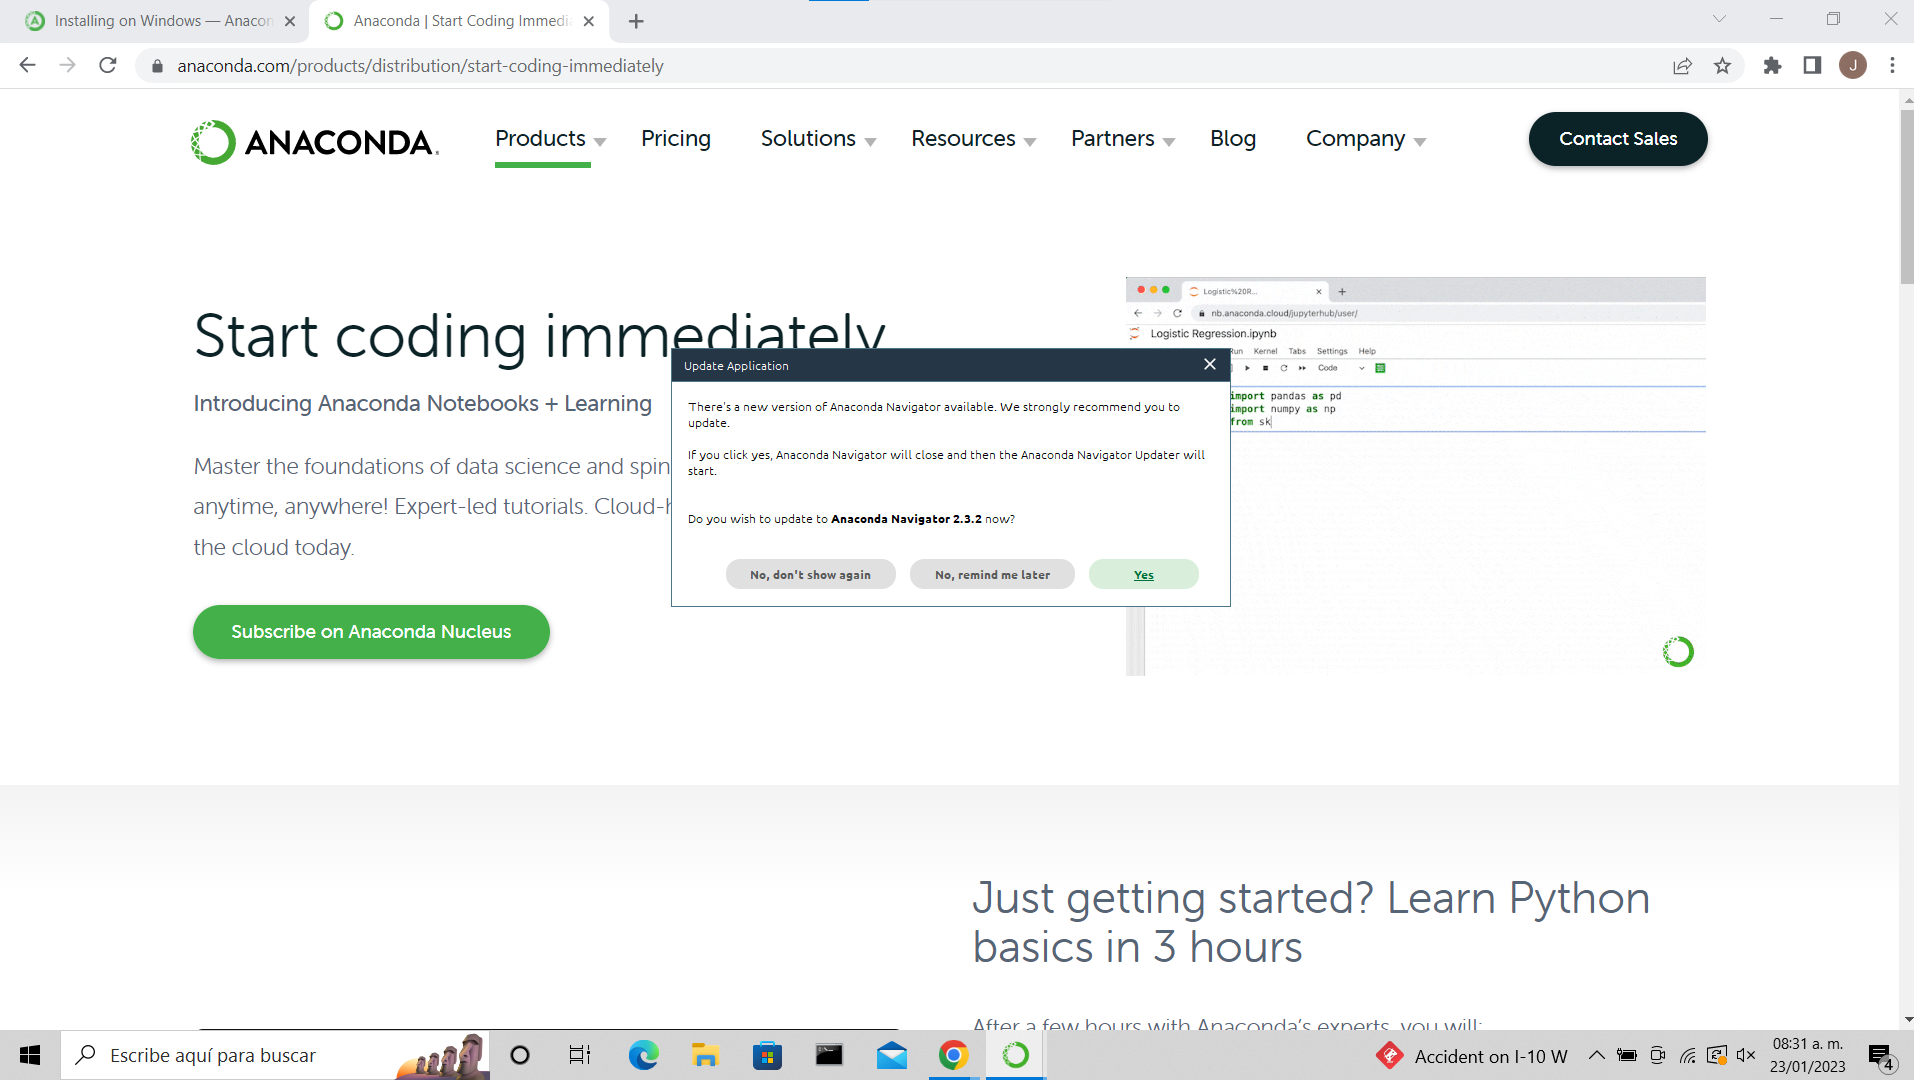 Installing on Windows — Anacon
Anaconda | Start Coding Immedi
anaconda.com/products/distribution/start-coding-immediately
J
ANACONDA.
Products
Pricing
Solutions
Resources
Partners
Blog
Company
Contact Sales
Start coding immediately
Introducing Anaconda Notebooks + Learning
Master the foundations of data science and spin
anytime, anywhere! Expert-led tutorials. Cloud-h
the cloud today.
Subscribe on Anaconda Nucleus
Logistic%20R...
nb.anaconda.cloud/jupyterhub/user/
Logistic Regression.ipynb
Run Kernel Tabs Settings Help
Code
import pandas as pd
import numpy as np
from sk
Update Application
There's a new version of Anaconda Navigator available. We strongly recommend you to
update.
If you click yes, Anaconda Navigator will close and then the Anaconda Navigator Updater will
start.
Do you wish to update to Anaconda Navigator 2.3.2 now?
No, don't show again
No, remind me later
Yes
Just getting started? Learn Python
basics in 3 hours
After a few hours with Anaconda's experts, you will:
Escribe aquí para buscar
Accident on I-10 W
08:31 a. m.
23/01/2023
4